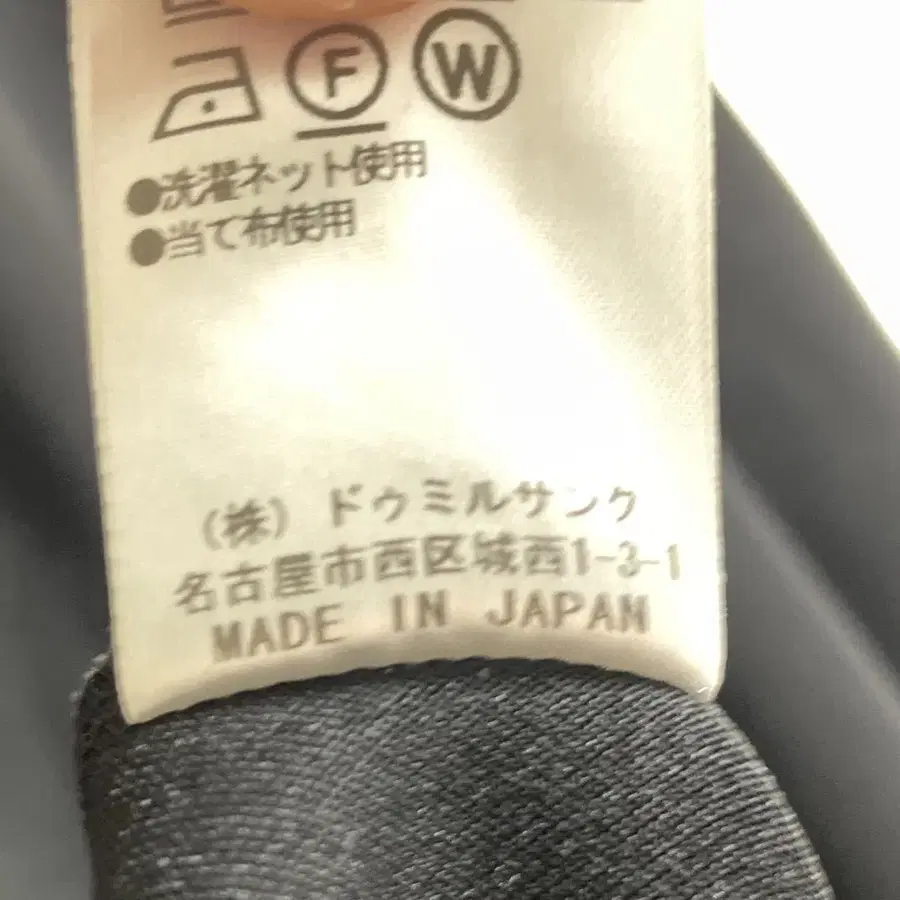 F W
●洗濯ネット使用
●当て布使用
(株) ドゥミルサンク
名古屋市西区城西1-3-1
MADE IN JAPAN